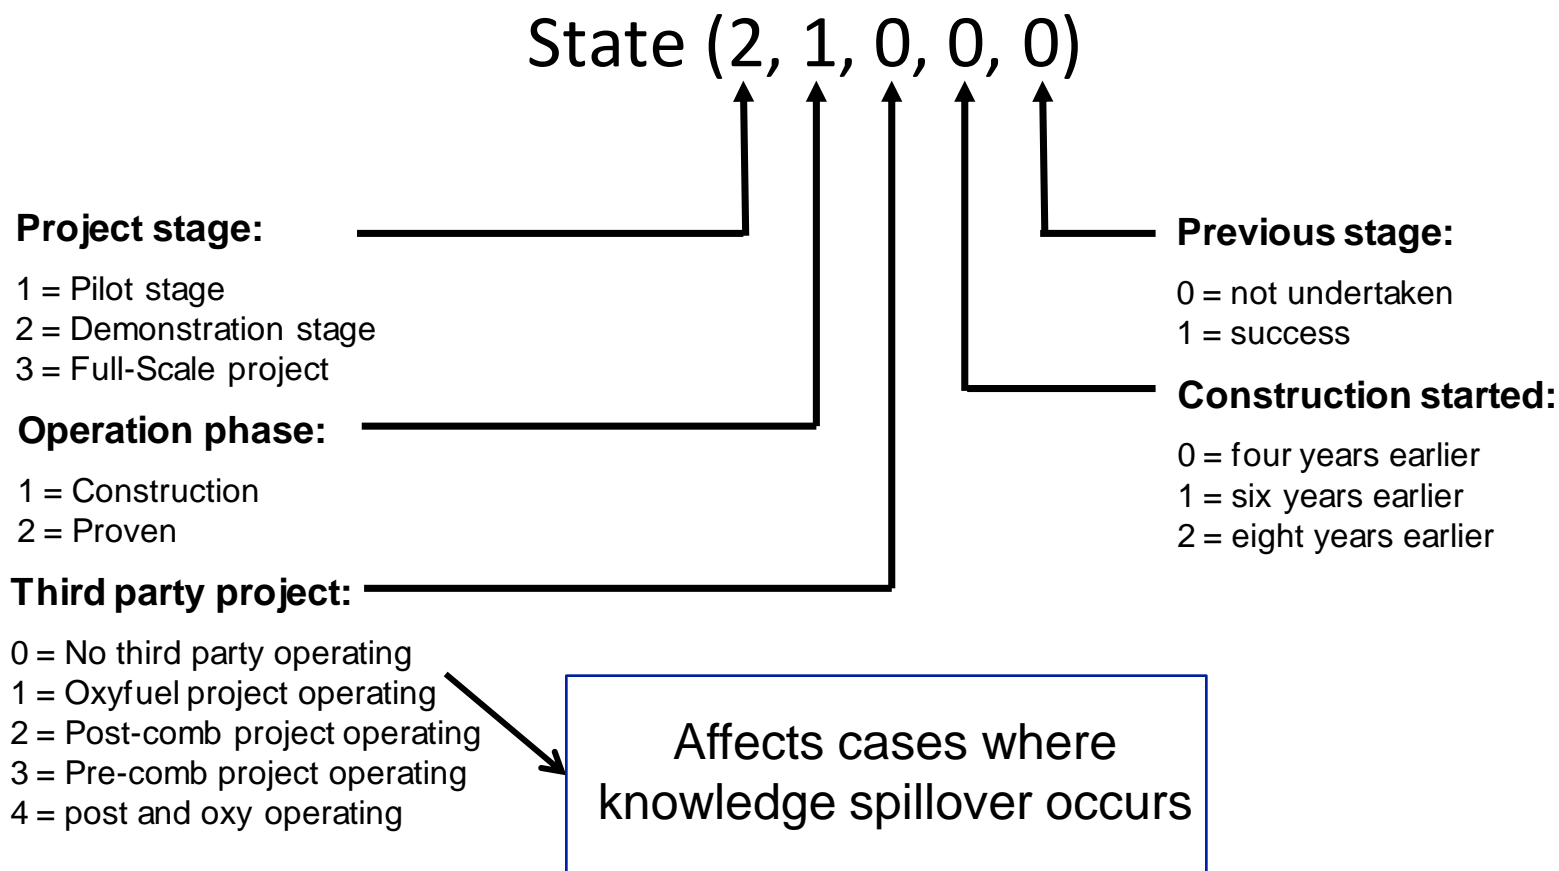 State (2, 1, 0, 0, 0)
Project stage:
1 = Pilot stage
2 = Demonstration stage
3 = Full-Scale project
Operation phase:
1 = Construction
2 = Proven
Third party project:
0 = No third party operating
1 = Oxyfuel project operating
2 = Post-comb project operating
3 = Pre-comb project operating
4 = post and oxy operating
Previous stage:
0 = not undertaken
1 = success
Construction started:
0 = four years earlier
1 = six years earlier
2 = eight years earlier
Affects cases where
knowledge spillover occurs